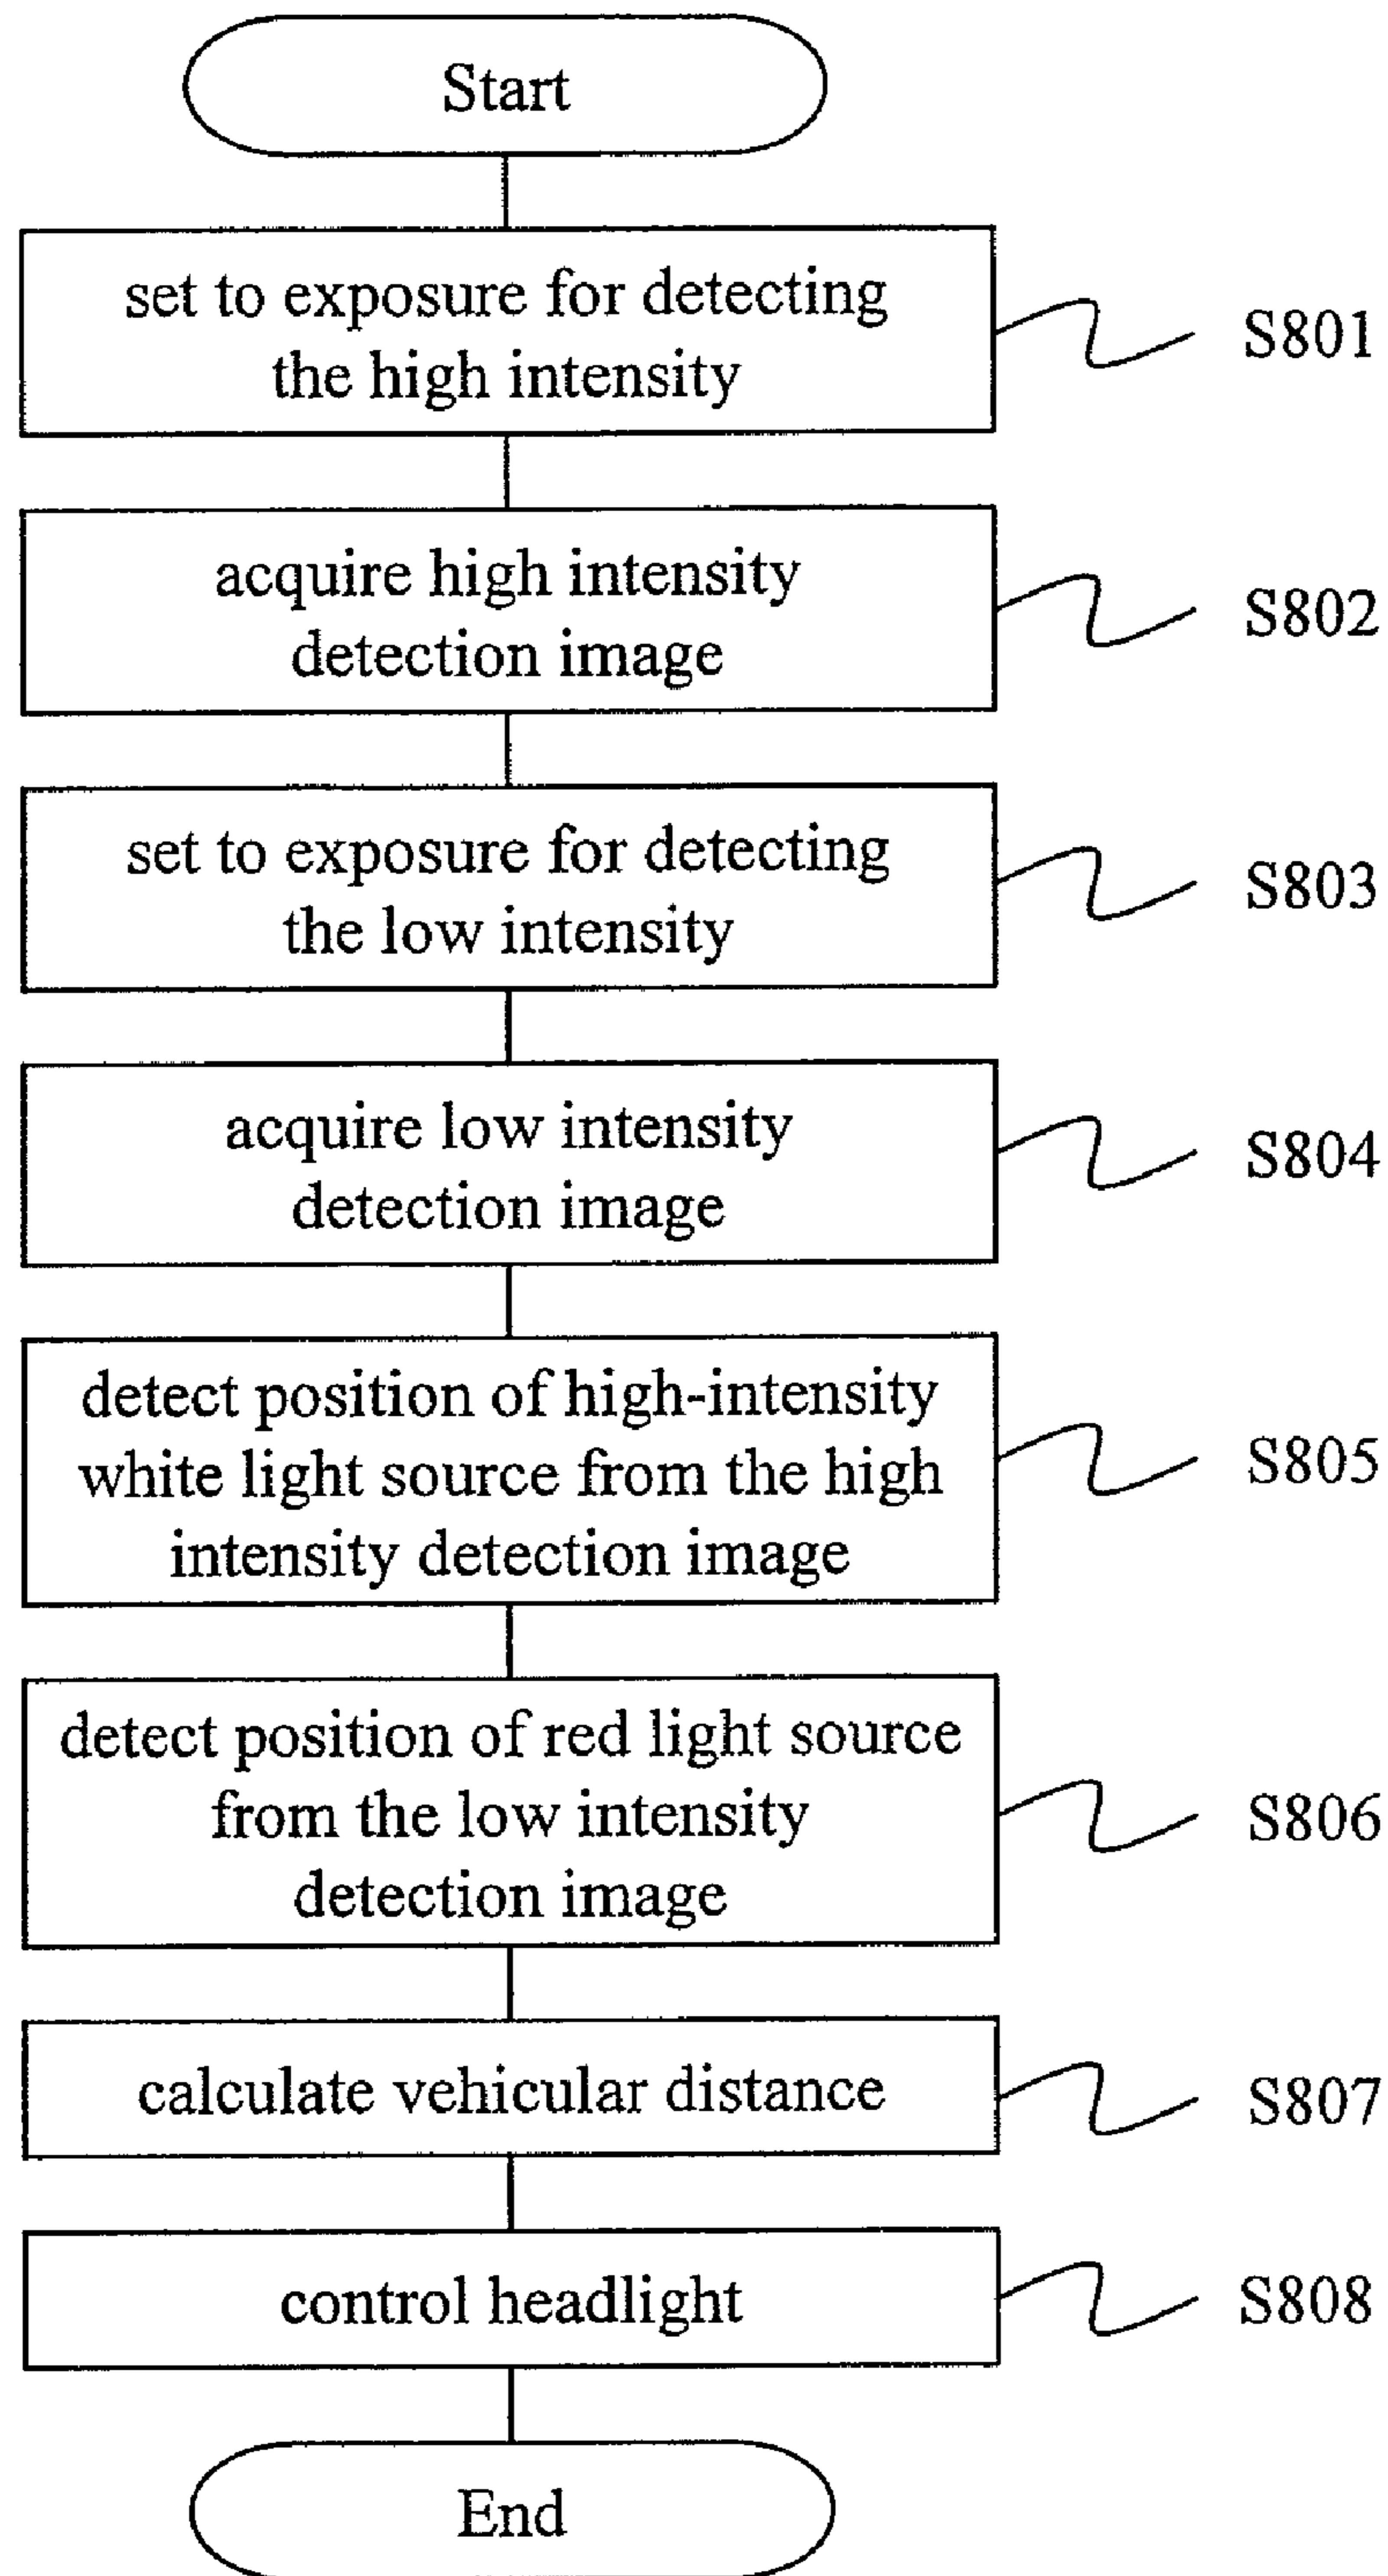 Start
set to exposure for detecting
the high intensity
S801
acquire high intensity
detection image
S802
set to exposure for detecting
the low intensity
S803
acquire low intensity
detection image
S804
detect position of high-intensity
white light source from the high
intensity detection image
S805
detect position of red light source
from the low intensity
detection image
S806
calculate vehicular distance
S807
control headlight
S808
End